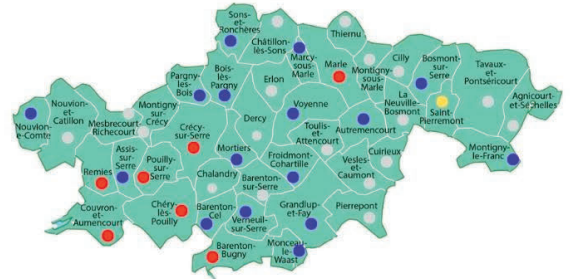 Sons-
et-
Ronchères
Châtillon-
lès-Sons
Thiernu
Marcy-
sous-
Marle
Marle
Montigny-
sous-
Marle
Cilly
Bosmont-
sur-
Serre
Tavaux-
et-
Pontséricourt
Agnicourt-
et-Séchelles
Pargny-
les-
Bois
Bois-
lès-
Pargny
Erlon
La
Neuville-
Bosmont
Saint-
Pierremont
Nouvion-
et-
Catillon
Nouvion-
le-Comte
Mesbrecourt-
Richecourt
Montigny-
sur-
Crécy
Crécy-
sur-Serre
Dercy
Voyenne
Toulis-
et-
Attencourt
Autremencourt
Montigny-
le-Franc
Assis-
sur-
Serre
Pouilly-
sur-
Serre
Remies
Mortiers
Froidmont-
Cohartille
Vesles-
et-
Caumont
Cuirieux
Chalandry
Barenton-
sur-Serre
Couvron-
et-
Aumencourt
Chéry-
lès-
Pouilly
Barenton-
Cel
Verneuil-
sur-Serre
Grandlup-
et-Fay
Pierrepont
Barenton-
Bugny
Monceau-
le-
Waast